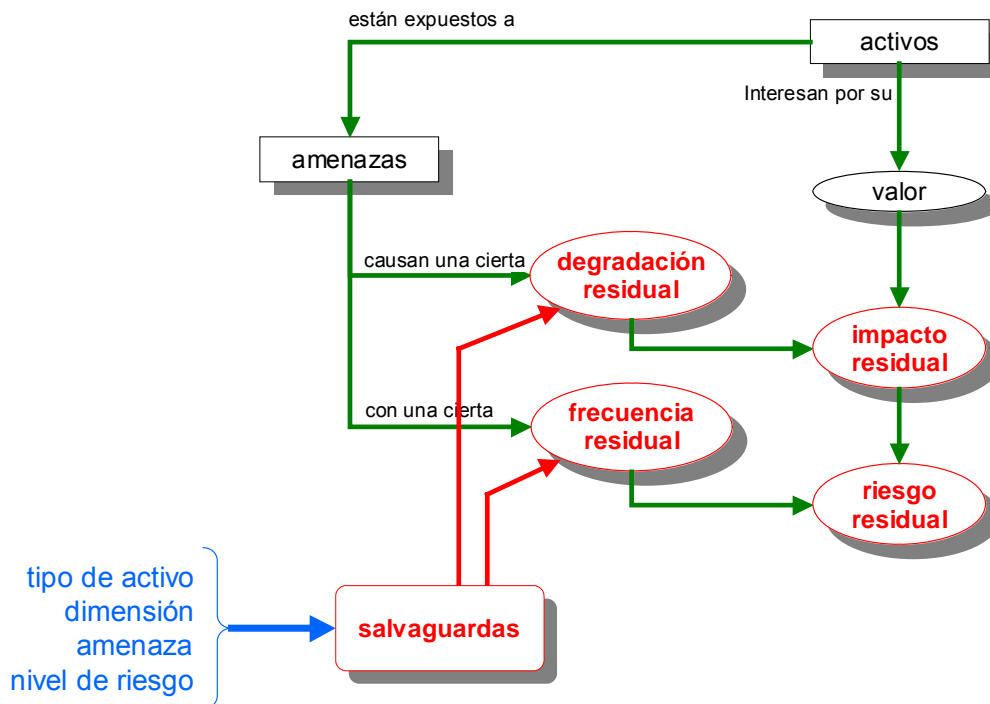 están expuestos a
activos
Interesan por su
amenazas
valor
causan una cierta
degradación
residual
impacto
residual
con una cierta
frecuencia
residual
riesgo
residual
tipo de activo
dimensión
amenaza
nivel de riesgo
salvaguardas